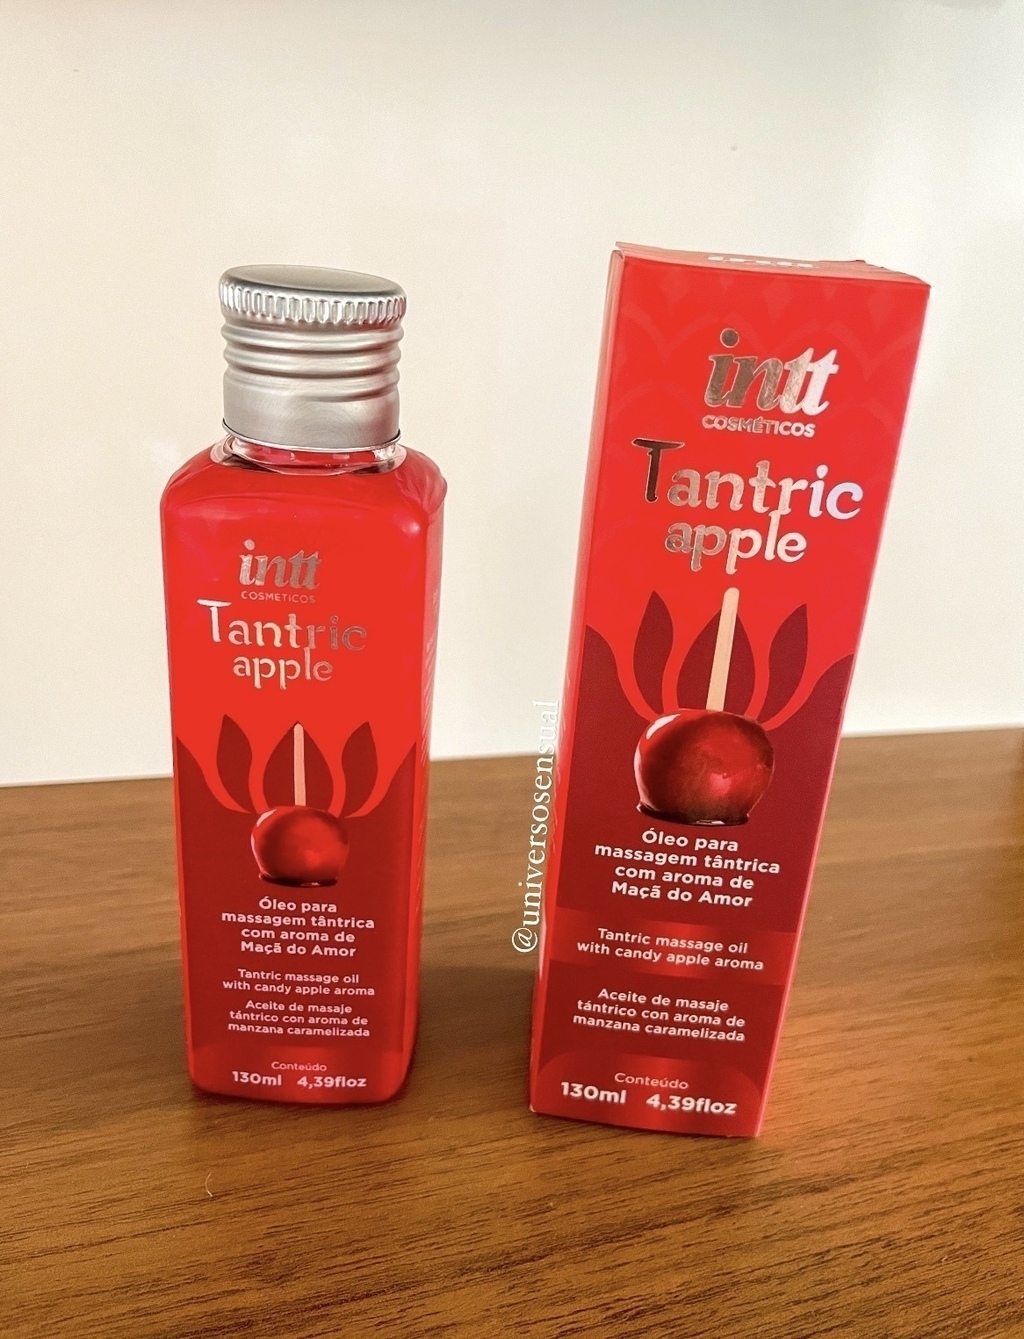 intt
COSMETICOS
Tantric
apple
Óleo para
massagem tântrica
com aroma de
Maçã do Amor
Tantric massage oil
with candy apple aroma
Aceite de masaje
tántrico con aroma de
manzana caramelizada
Conteúdo
130ml 4,39floz
@universosensual
intt
COSMÉTICOS
Tantric
apple
Óleo para
massagem tântrica
com aroma de
Maçã do Amor
Tantric massage oil
with candy apple aroma
Aceite de masaje
tántrico con aroma de
manzana caramelizada
Conteúdo
130ml 4,39floz